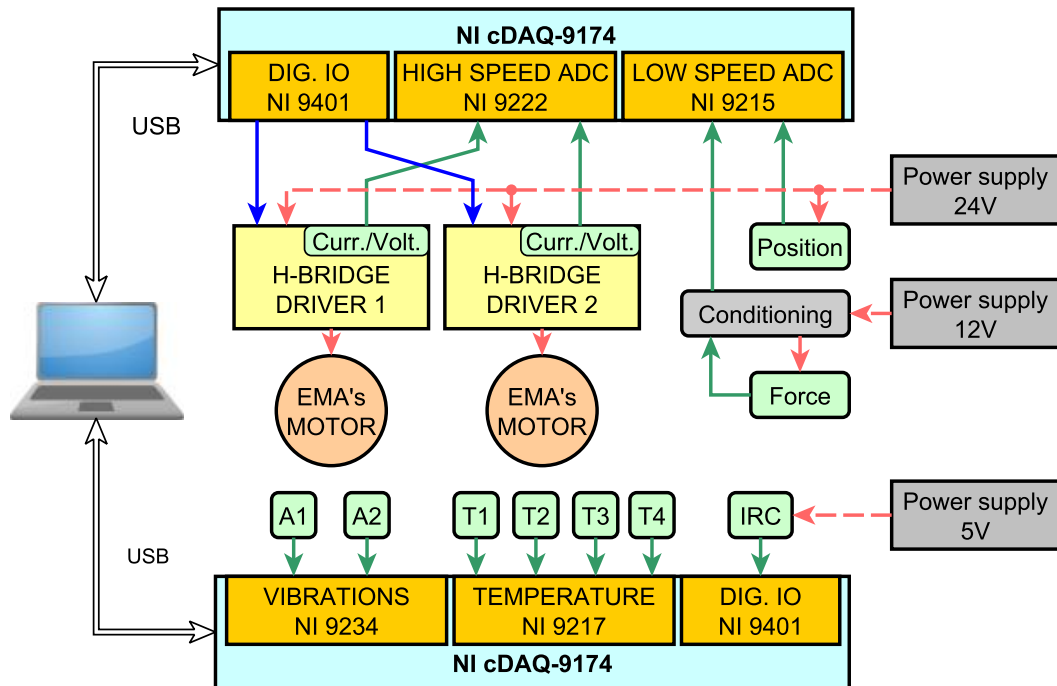 NI cDAQ-9174
DIG. IO
NI 9401
HIGH SPEED ADC
NI 9222
LOW SPEED ADC
NI 9215
USB
Power supply
24V
Curr./Volt.
H-BRIDGE
DRIVER 1
Curr./Volt.
H-BRIDGE
DRIVER 2
Position
Conditioning
Power supply
12V
Force
EMA's
MOTOR
EMA's
MOTOR
A1
A2
T1
T2
T3
T4
IRC
Power supply
5V
USB
VIBRATIONS
NI 9234
TEMPERATURE
NI 9217
DIG. IO
NI 9401
NI cDAQ-9174